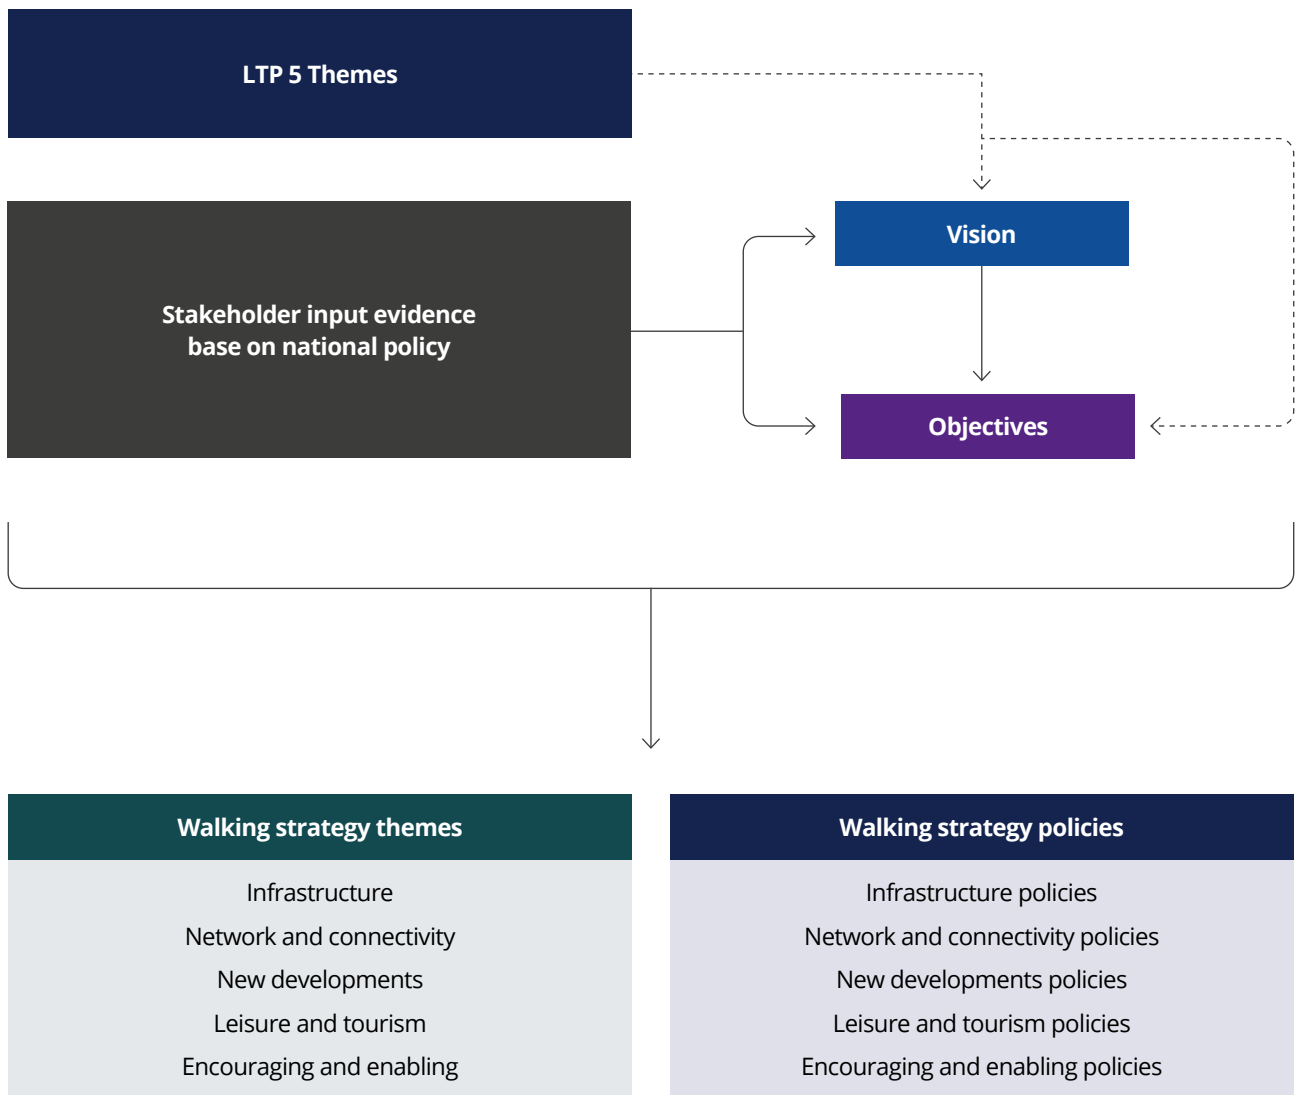 LTP 5 Themes
Stakeholder input evidence
base on national policy
Vision
Objectives
Walking strategy themes
Infrastructure
Network and connectivity
New developments
Leisure and tourism
Encouraging and enabling
Walking strategy policies
Infrastructure policies
Network and connectivity policies
New developments policies
Leisure and tourism policies
Encouraging and enabling policies